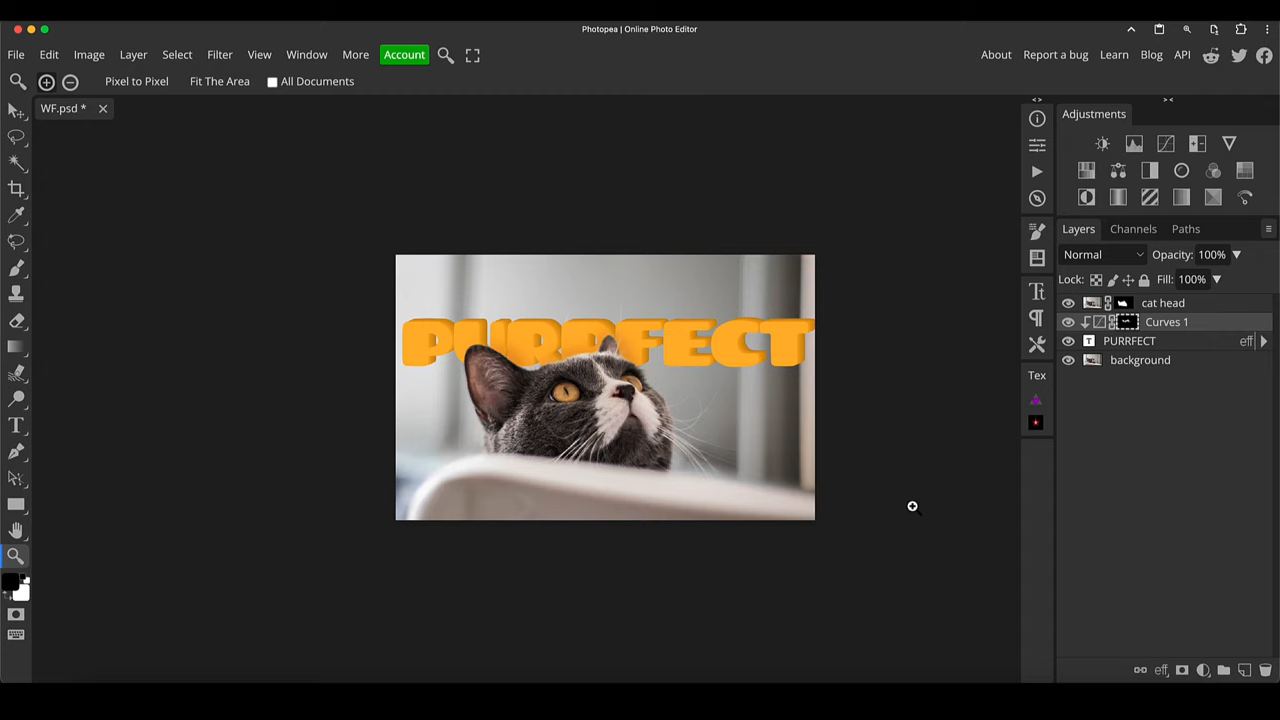 Photopea | Online Photo Editor
File Edit Image Layer Select Filter View Window More Account About Report a bug Learn Blog API
Pixel to Pixel Fit The Area All Documents
WF.psd *
Adjustments
Layers Channels Paths
Normal Opacity: 100%
Lock: Fill: 100%
cat head
Curves 1
PURRFECT eff
background
Tex
PURRFECT
eff